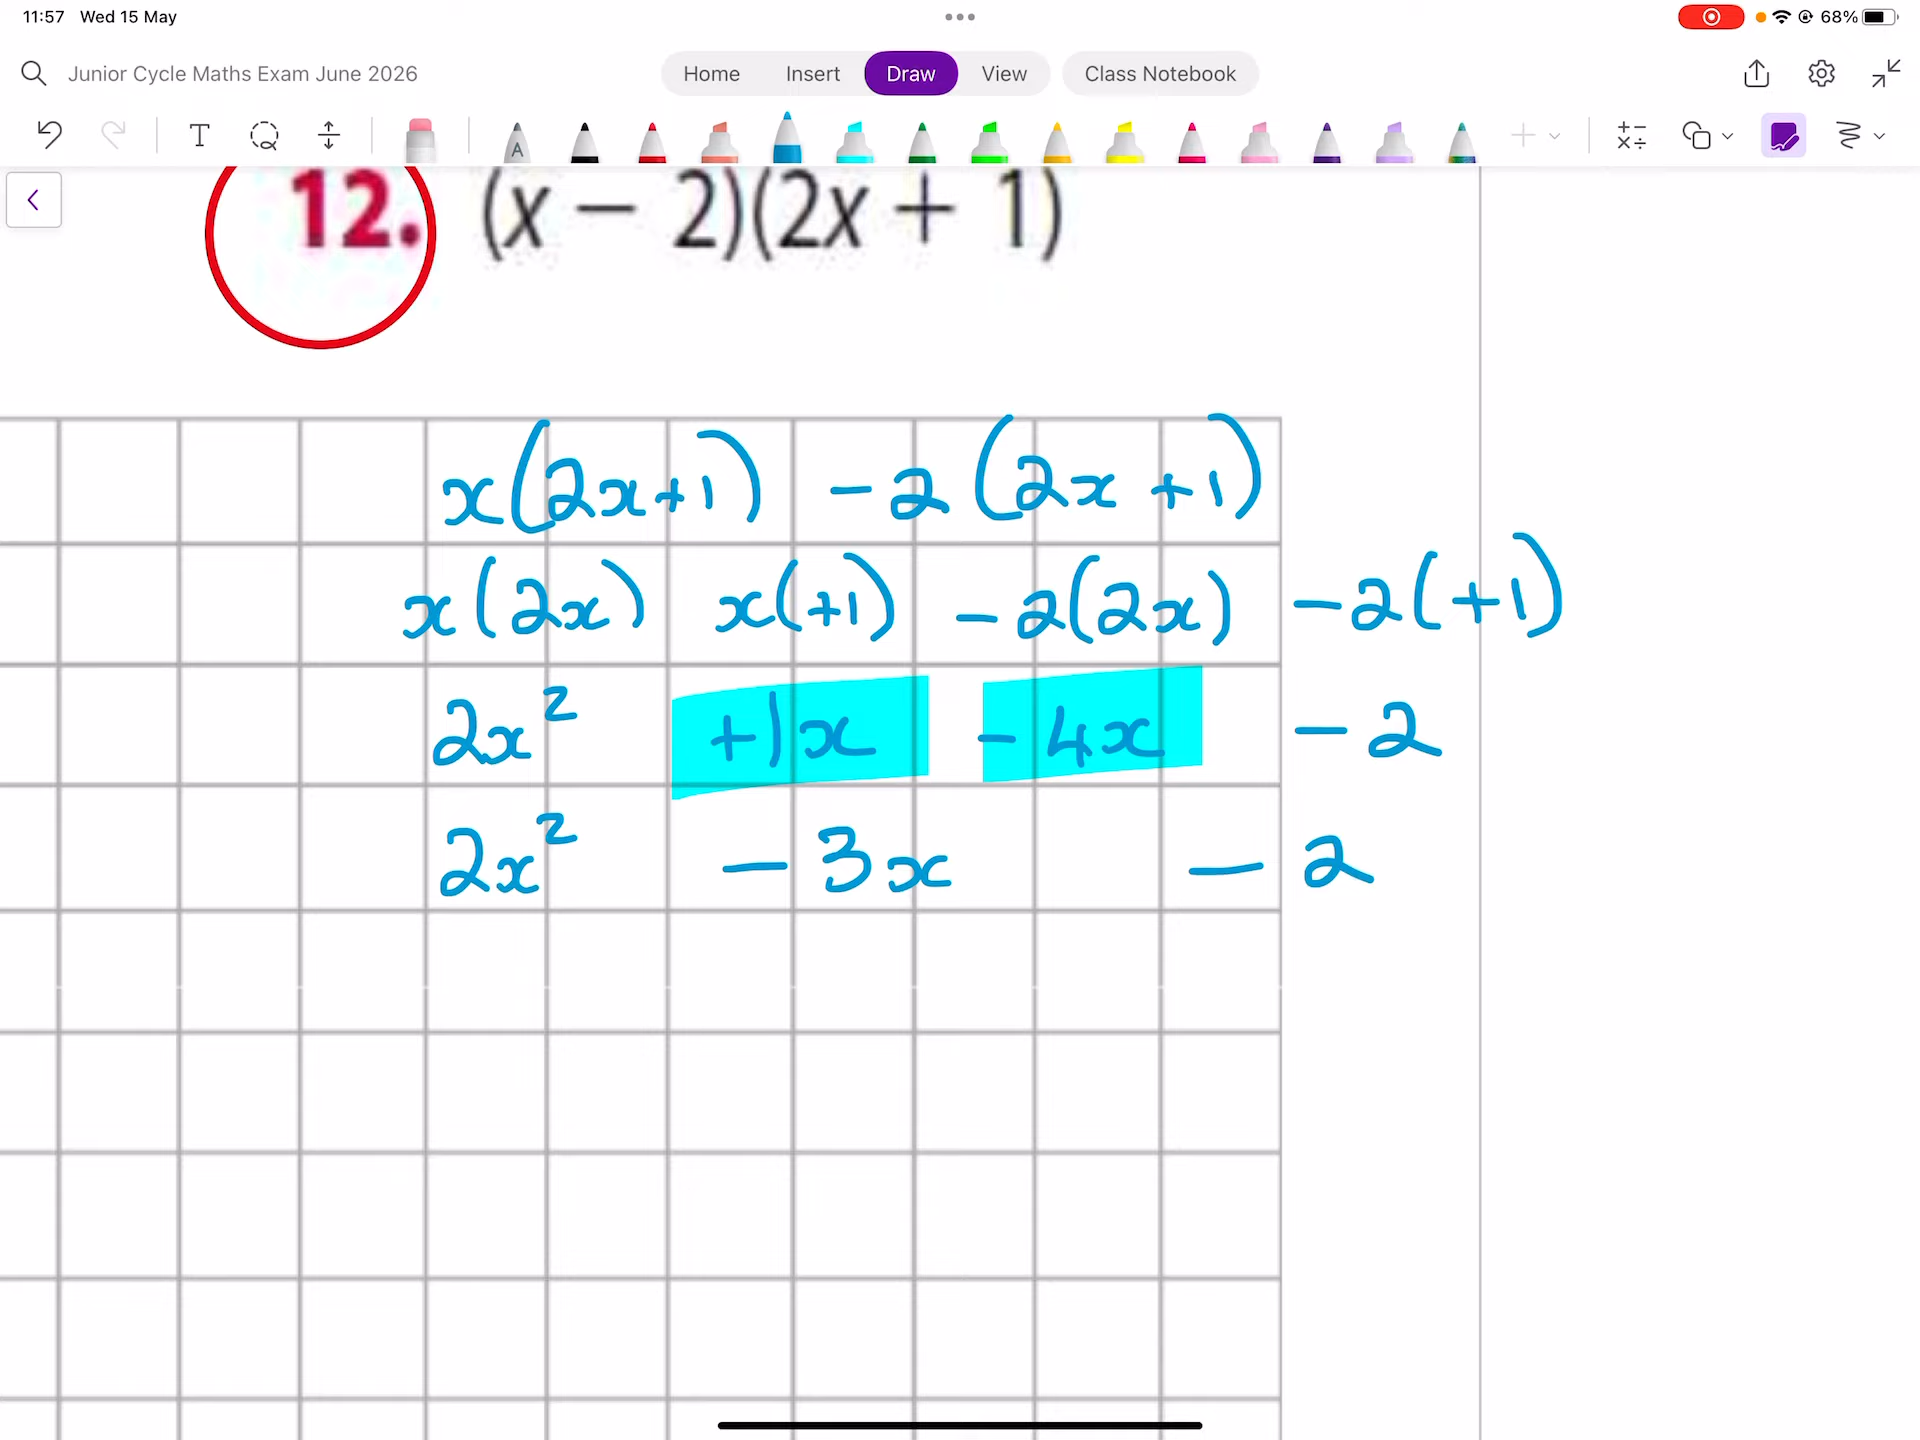 11:57 Wed 15 May 68%
Junior Cycle Maths Exam June 2026 Home Insert Draw View Class Notebook
T A
12. (x − 2)(2x + 1)
x(2x+1) −2(2x+1)
x(2x) x(+1) −2(2x) −2(+1)
2x² +1x −4x −2
2x² −3x −2